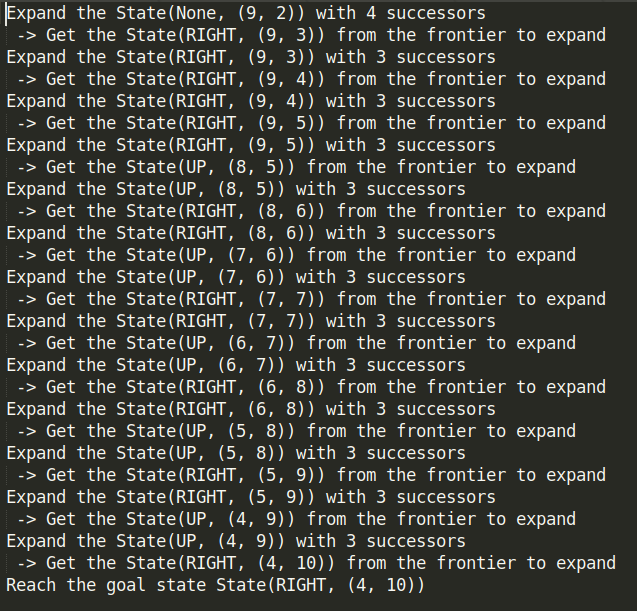 Expand the State(None, (9, 2)) with 4 successors
 -> Get the State(RIGHT, (9, 3)) from the frontier to expand
Expand the State(RIGHT, (9, 3)) with 3 successors
 -> Get the State(RIGHT, (9, 4)) from the frontier to expand
Expand the State(RIGHT, (9, 4)) with 3 successors
 -> Get the State(RIGHT, (9, 5)) from the frontier to expand
Expand the State(RIGHT, (9, 5)) with 3 successors
 -> Get the State(UP, (8, 5)) from the frontier to expand
Expand the State(UP, (8, 5)) with 3 successors
 -> Get the State(RIGHT, (8, 6)) from the frontier to expand
Expand the State(RIGHT, (8, 6)) with 3 successors
 -> Get the State(UP, (7, 6)) from the frontier to expand
Expand the State(UP, (7, 6)) with 3 successors
 -> Get the State(RIGHT, (7, 7)) from the frontier to expand
Expand the State(RIGHT, (7, 7)) with 3 successors
 -> Get the State(UP, (6, 7)) from the frontier to expand
Expand the State(UP, (6, 7)) with 3 successors
 -> Get the State(RIGHT, (6, 8)) from the frontier to expand
Expand the State(RIGHT, (6, 8)) with 3 successors
 -> Get the State(UP, (5, 8)) from the frontier to expand
Expand the State(UP, (5, 8)) with 3 successors
 -> Get the State(RIGHT, (5, 9)) from the frontier to expand
Expand the State(RIGHT, (5, 9)) with 3 successors
 -> Get the State(UP, (4, 9)) from the frontier to expand
Expand the State(UP, (4, 9)) with 3 successors
 -> Get the State(RIGHT, (4, 10)) from the frontier to expand
Reach the goal state State(RIGHT, (4, 10))